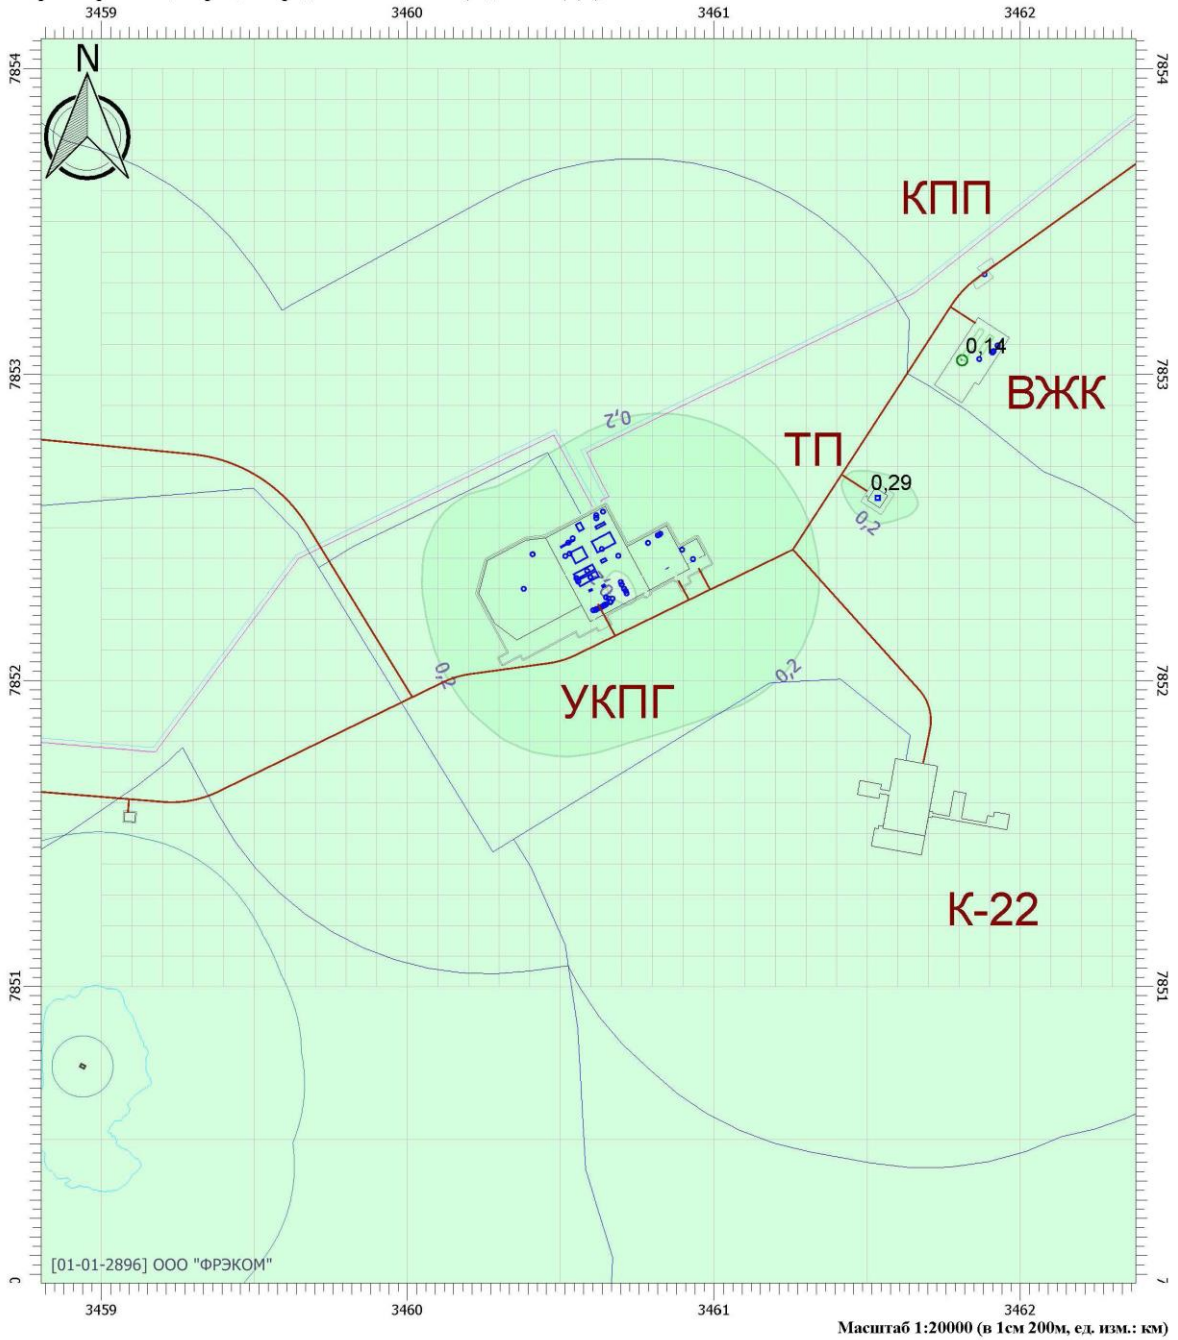 3459 3460 3461 3462
7854 N 7854
КПП
0,14
7853 7853
ВЖК
0,2
ТП
0,29
0,2
7852 0,2 0,2 7852
УКПГ
К-22
7851 7851
[01-01-2896] ООО "ФРЭКОМ"
3459 3460 3461 3462
Масштаб 1:20000 (в 1см 200м, ед. изм.: км)